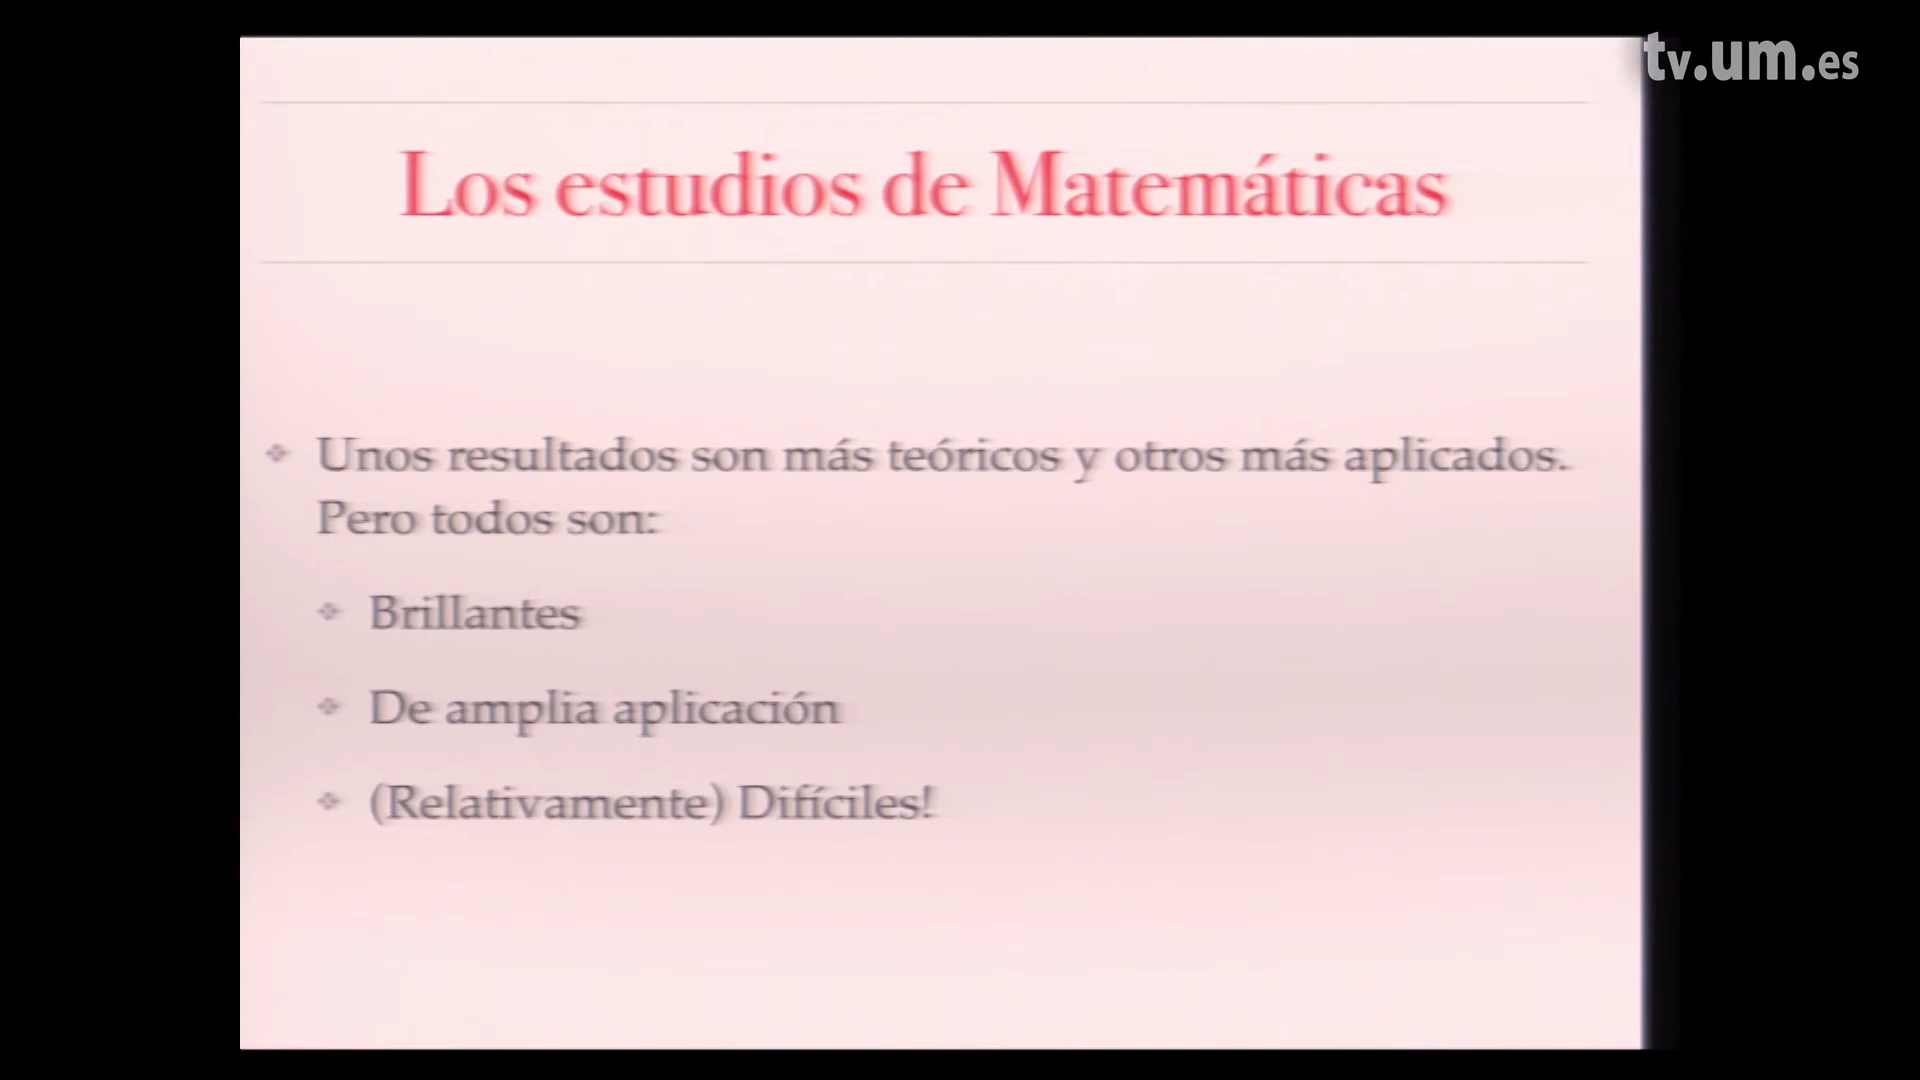 tv.um.es
Los estudios de Matemáticas
Unos resultados son más teóricos y otros más aplicados.
Pero todos son:
Brillantes
De amplia aplicación
(Relativamente) Difíciles!